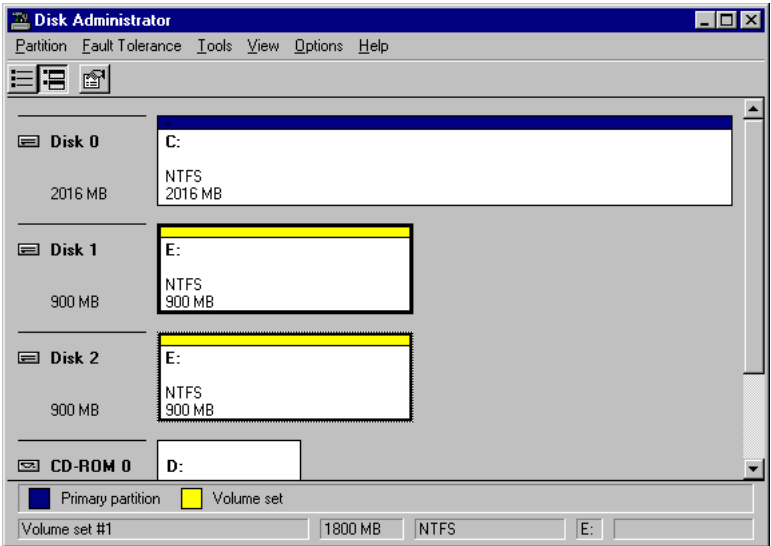 Disk Administrator
Partition Fault Tolerance Tools View Options Help
Disk 0
2016 MB
C:
NTFS
2016 MB
Disk 1
900 MB
E:
NTFS
900 MB
Disk 2
900 MB
E:
NTFS
900 MB
CD-ROM 0
D:
Primary partition Volume set
Volume set #1 1800 MB NTFS E: